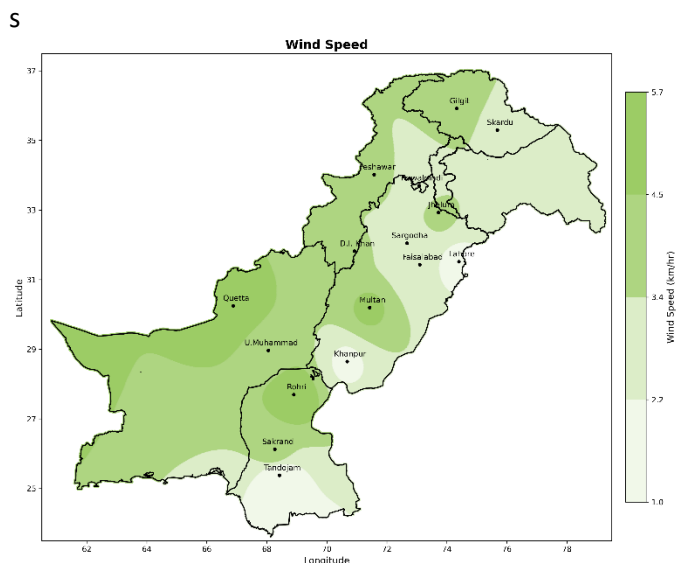 S
Wind Speed
37
35
33
31
29
27
25
Latitude
Gilgit
Skardu
Peshawar
Jhelum
Sargodha
D.I. Khan
Faisalabad
Lahore
Quetta
Multan
U.Muhammad
Khanpur
Rohri
Sakrand
Tandojam
62 64 66 68 70 72 74 76 78
Longitude
5.7
4.5
3.4
2.2
1.0
Wind Speed (km/hr)